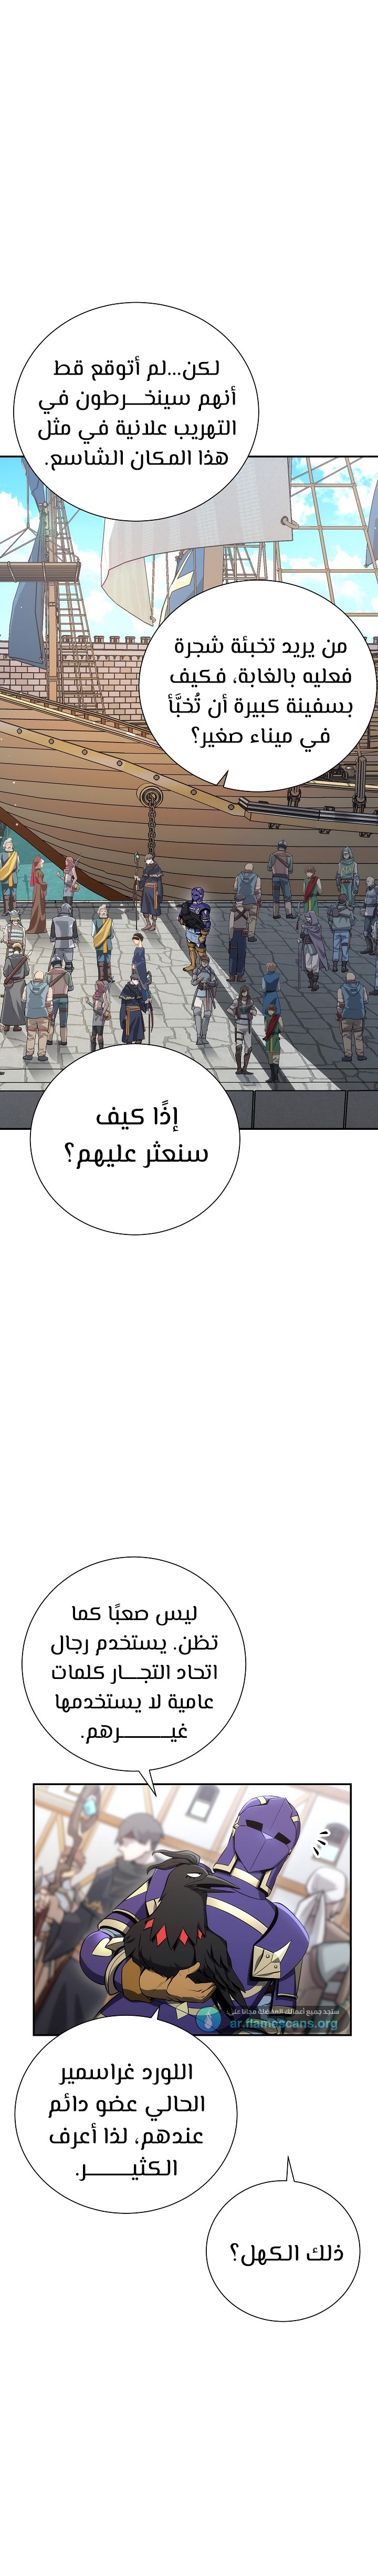 لكن...لم أتوقع قط
أنهم سينخـــرطون في
التهريب علانية في مثل
هذا المكان الشاسع.
من يريد تخبئة شجرة
فعليه بالغابة، فكيف
بسفينة كبيرة أن تُخبَّأ
في ميناء صغير؟
إذًا كيف
سنعثر عليهم؟
ليس صعبًا كما
تظن. يستخدم رجال
اتحاد التجـــار كلمات
عامية لا يستخدمها
غيـــــــــرهم.
ستجد جميع أعمالك المفضلة مجانا على
ar.flamescans.org
اللورد غراسمير
الحالي عضو دائم
عندهم، لذا أعرف
الكثيـــــــر.
ذلك الكهل؟